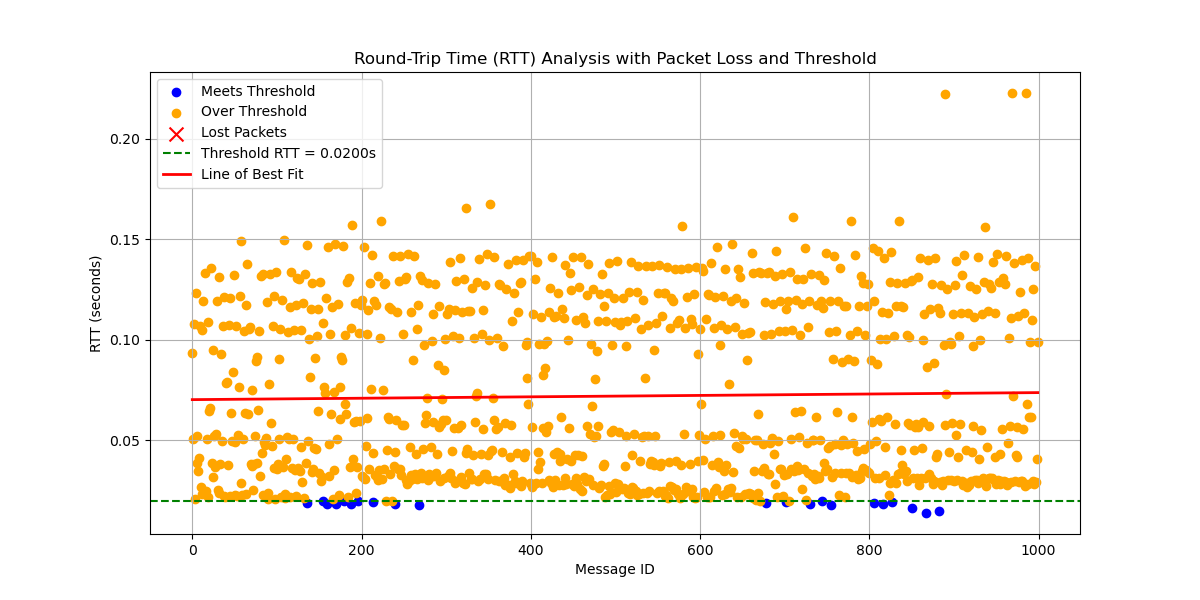 Round-Trip Time (RTT) Analysis with Packet Loss and Threshold
Meets Threshold
Over Threshold
Lost Packets
Threshold RTT = 0.0200s
Line of Best Fit
RTT (seconds)
0.20
0.15
0.10
0.05
0
200
400
600
800
1000
Message ID